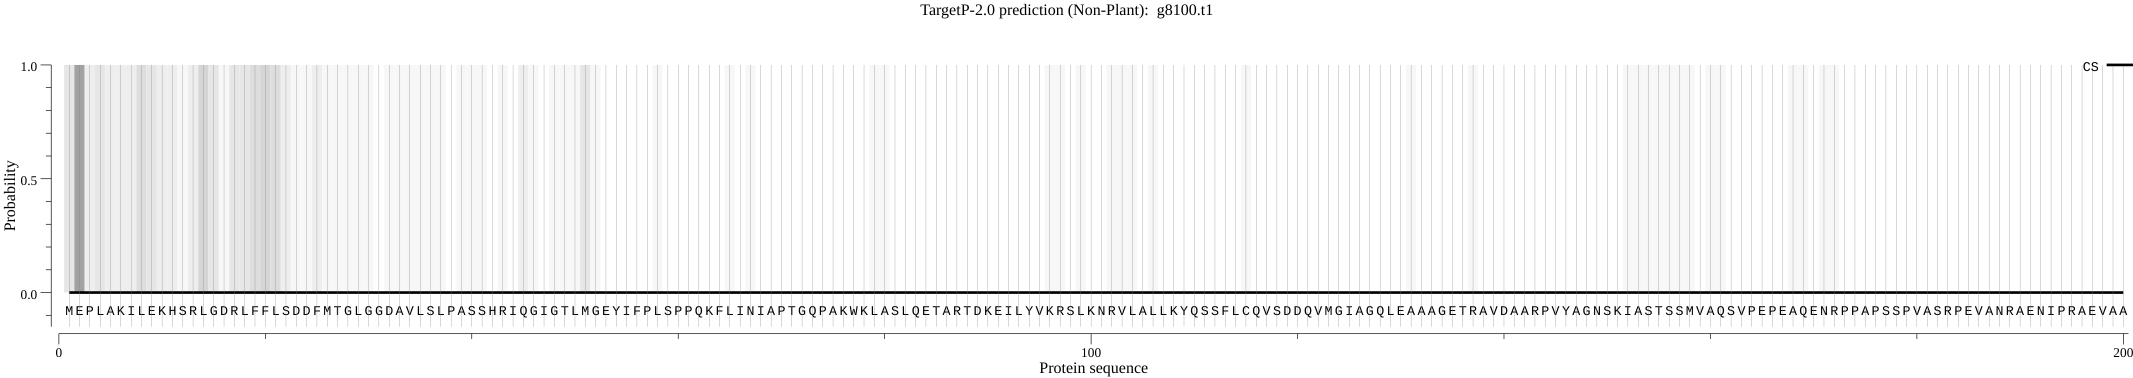 TargetP-2.0 prediction (Non-Plant): g8100.t1
1.0
CS
Probability
0.5
0.0
MEPLAKILEKHSRLGDRLFFLSDDFMTGLGGDAVLSLPASSHRIQGIGTLMGEYIFPLSPPQKFLINIAPTGQPAKWKLASLQETARTDKEILYVKRSLKNRVLALLKYQSSFLCQVSDDQVMGIAGQLEAAAGETRAVDAARPVYAGNSKIASTSSMVAQSVPEPEAQENRPPAPSSPVASRPEVANRAENIPRAEVAA
0
100
200
Protein sequence